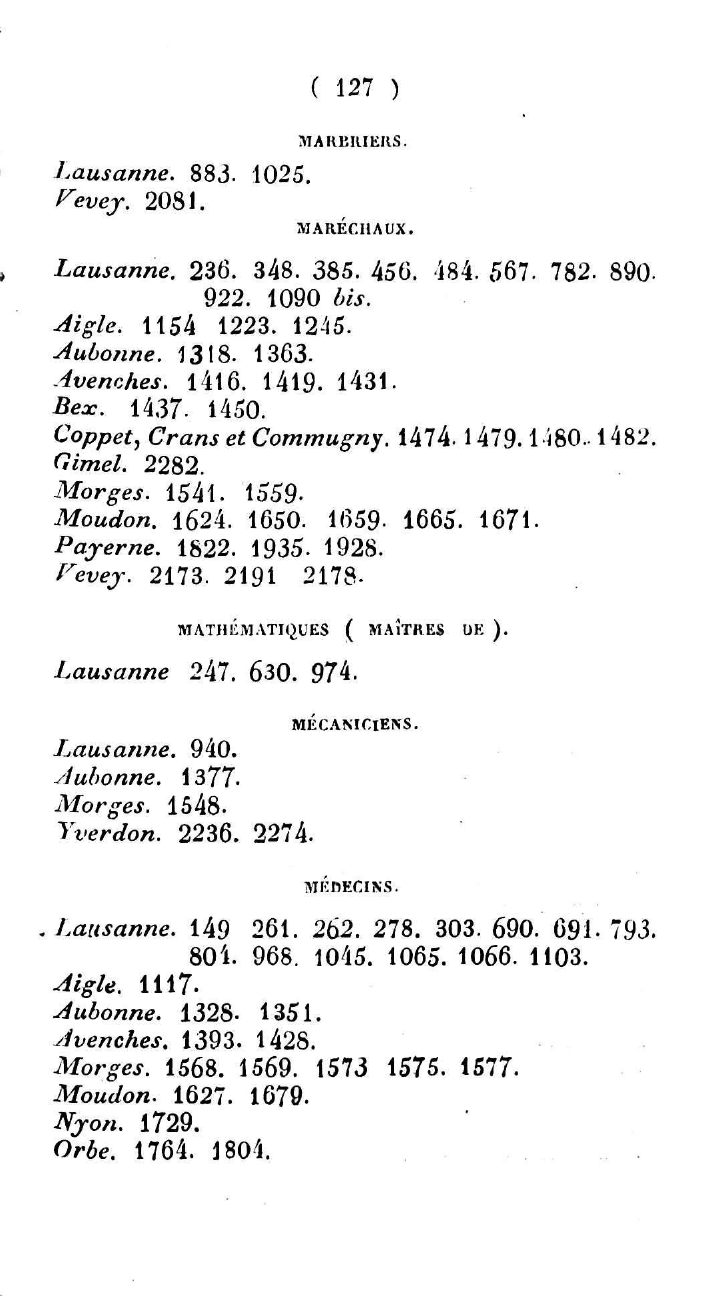 ( 127 )
MARBRIERS.
Lausanne. 883. 1025.
Vevey. 2081.
MARÉCHAUX.
Lausanne. 236. 348. 385. 456. 484. 567. 782. 890.
922. 1090 bis.
Aigle. 1154 1223. 1245.
Aubonne. 1318. 1363.
Avenches. 1416. 1419. 1431.
Bex. 1437. 1450.
Coppet, Crans et Commugny. 1474. 1479. 1480. 1482.
Gimel. 2282.
Morges. 1541. 1559.
Moudon. 1624. 1650. 1659. 1665. 1671.
Payerne. 1822. 1935. 1928.
Vevey. 2173. 2191 2178.
MATHÉMATIQUES ( MAÎTRES DE ).
Lausanne 247. 630. 974.
MÉCANICIENS.
Lausanne. 940.
Aubonne. 1377.
Morges. 1548.
Yverdon. 2236. 2274.
MÉDECINS.
Lausanne. 149 261. 262. 278. 303. 690. 691. 793.
804. 968. 1045. 1065. 1066. 1103.
Aigle. 1117.
Aubonne. 1328. 1351.
Avenches. 1393. 1428.
Morges. 1568. 1569. 1573 1575. 1577.
Moudon. 1627. 1679.
Nyon. 1729.
Orbe. 1764. 1804.